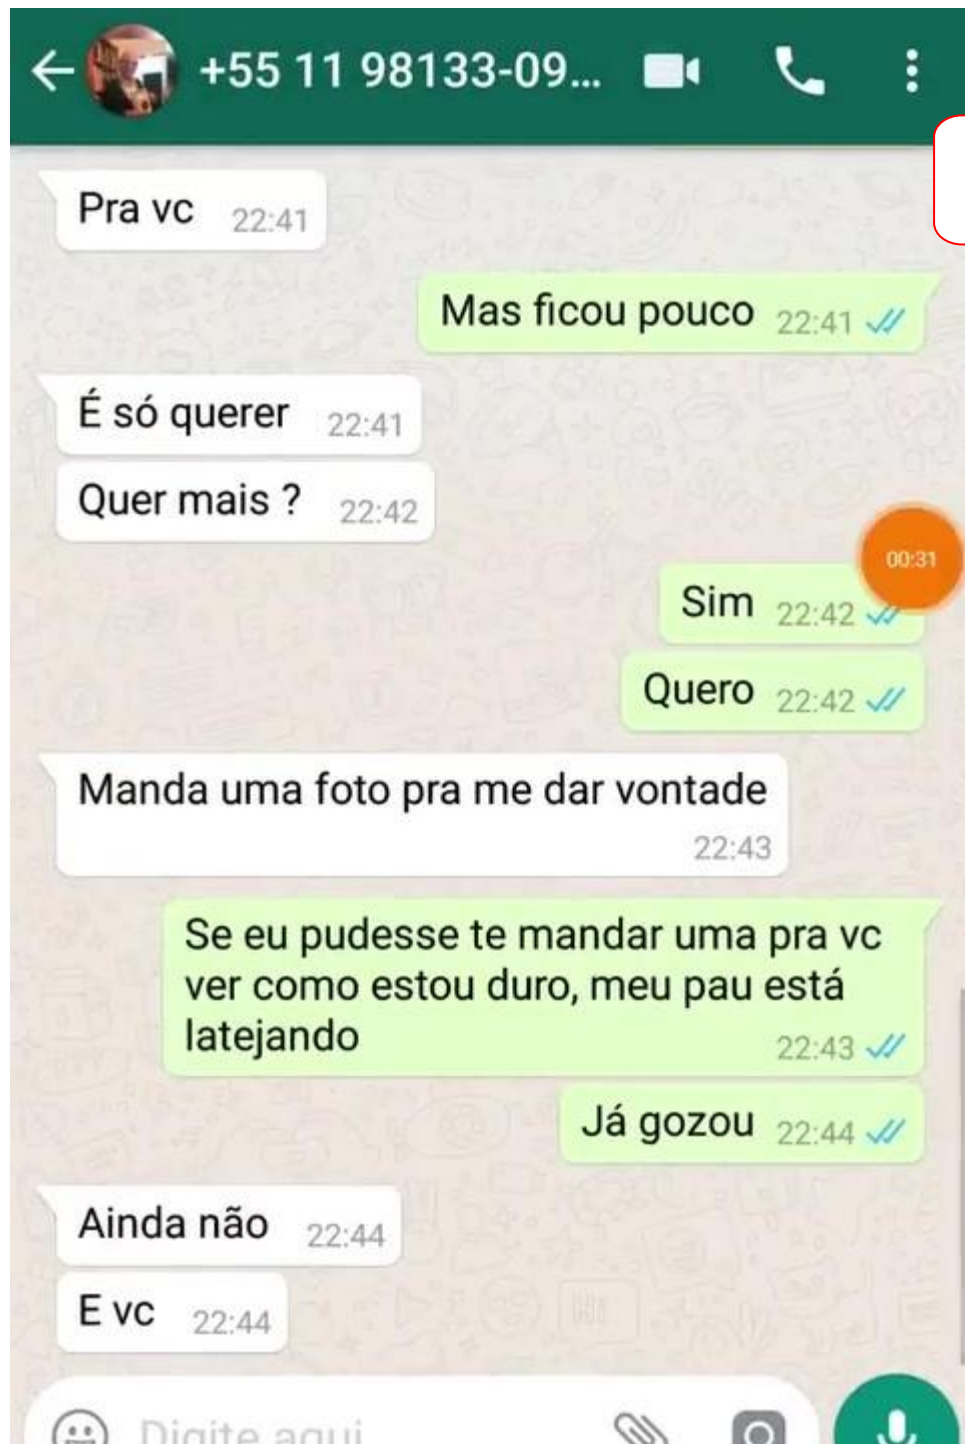 +55 11 98133-09...
Pra vc 22:41
Mas ficou pouco 22:41
É só querer 22:41
Quer mais ? 22:42
00:31
Sim 22:42
Quero 22:42
Manda uma foto pra me dar vontade
22:43
Se eu pudesse te mandar uma pra vc
ver como estou duro, meu pau está
latejando 22:43
Já gozou 22:44
Ainda não 22:44
E vc 22:44
Digite aqui